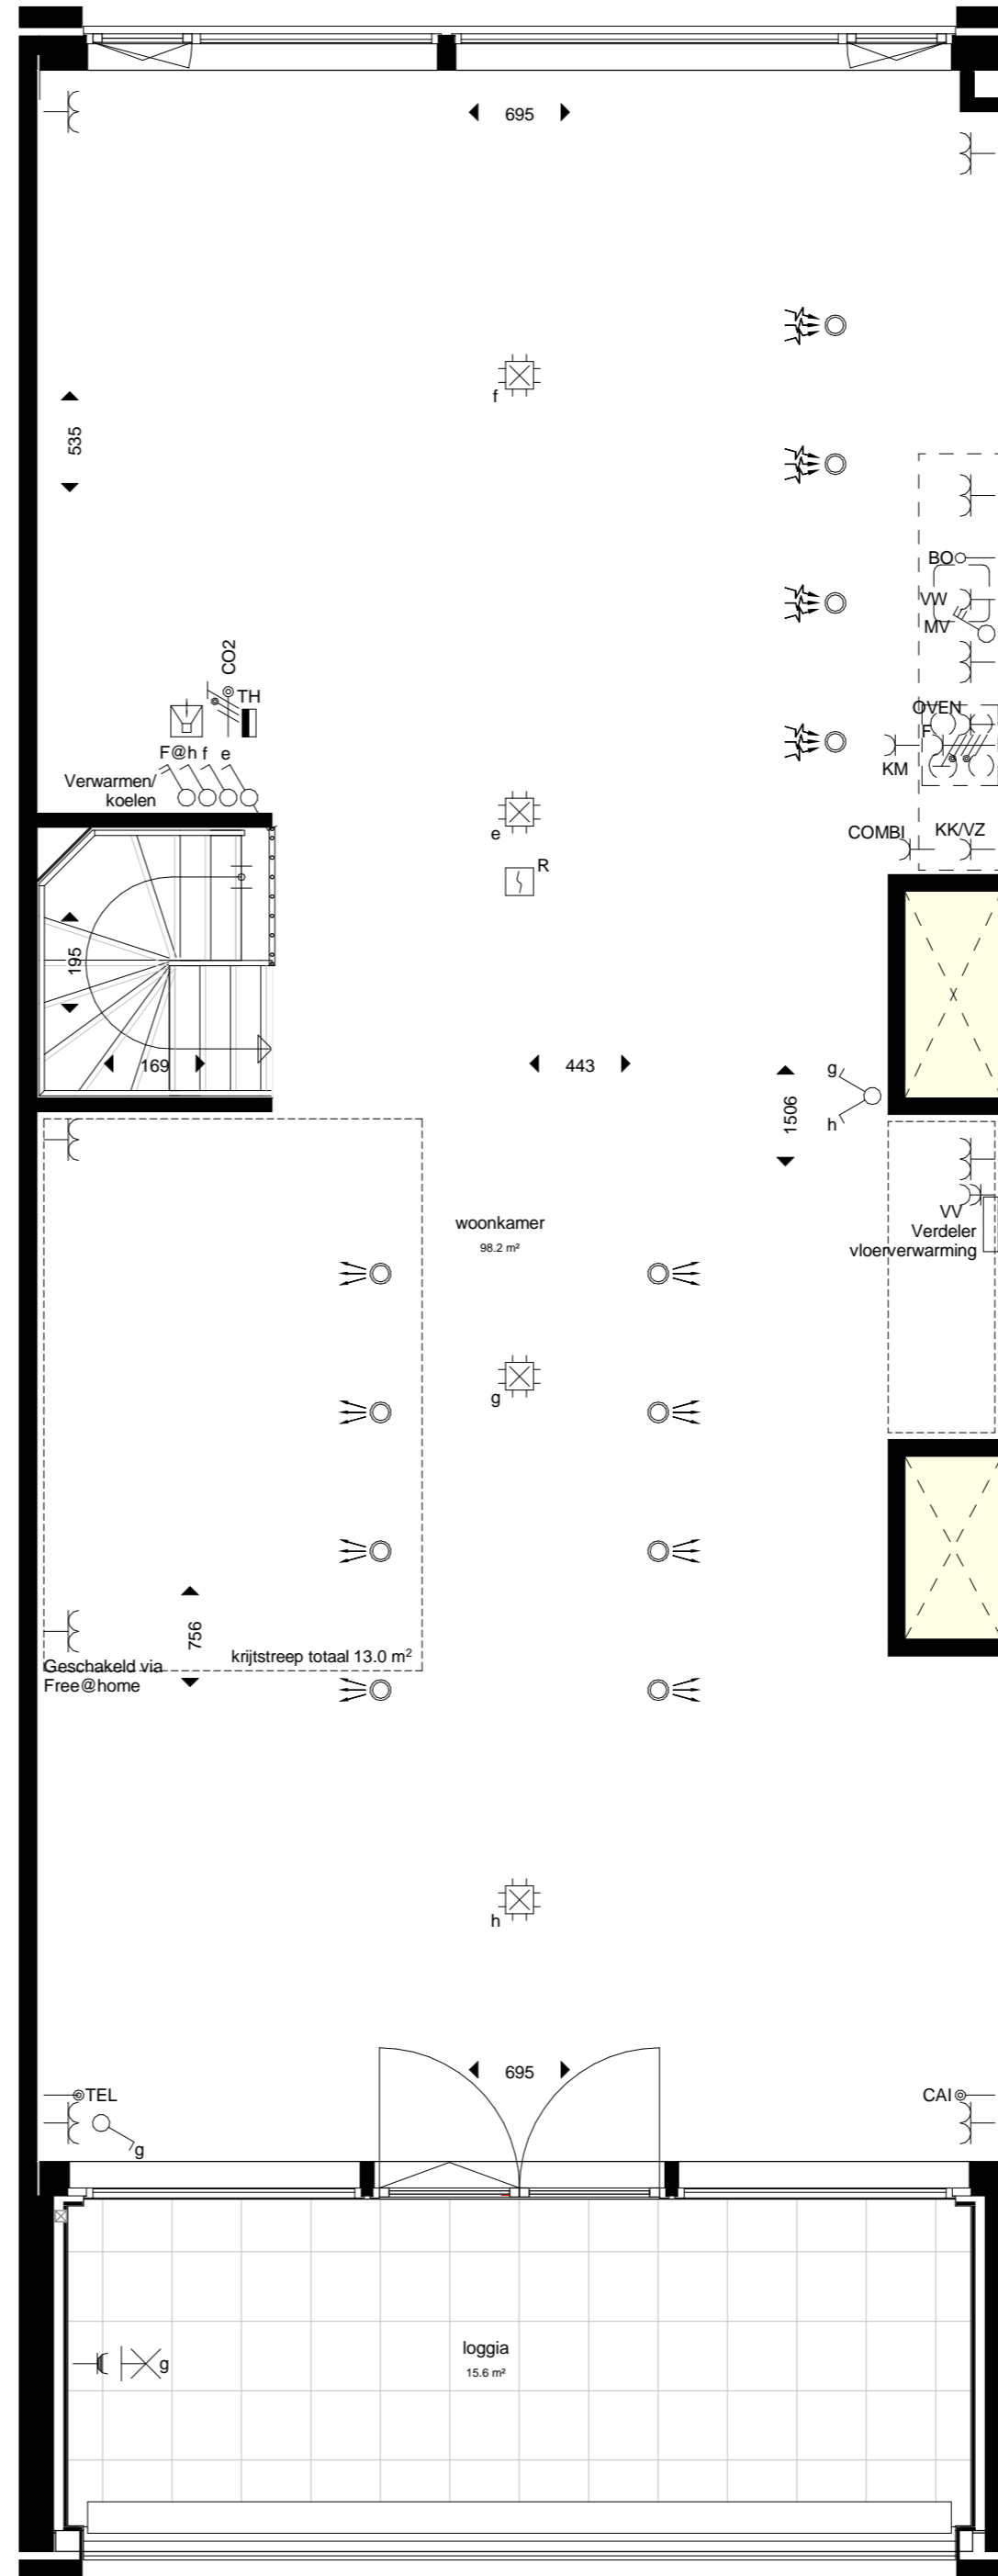 695
f
535
BO
VW
MV
CO2
TH
OVEN
F
F@h f e
KM
Verwarmen/
koelen
COMBI KK/VZ
e
R
195
169
443
g
1506
h
woonkamer
98.2 m²
VV
Verdeler
vloerverwarming
g
756
krijtstreep totaal 13.0 m²
Geschakeld via
Free@home
h
695
TEL
CAI
g
loggia
g
15.6 m²